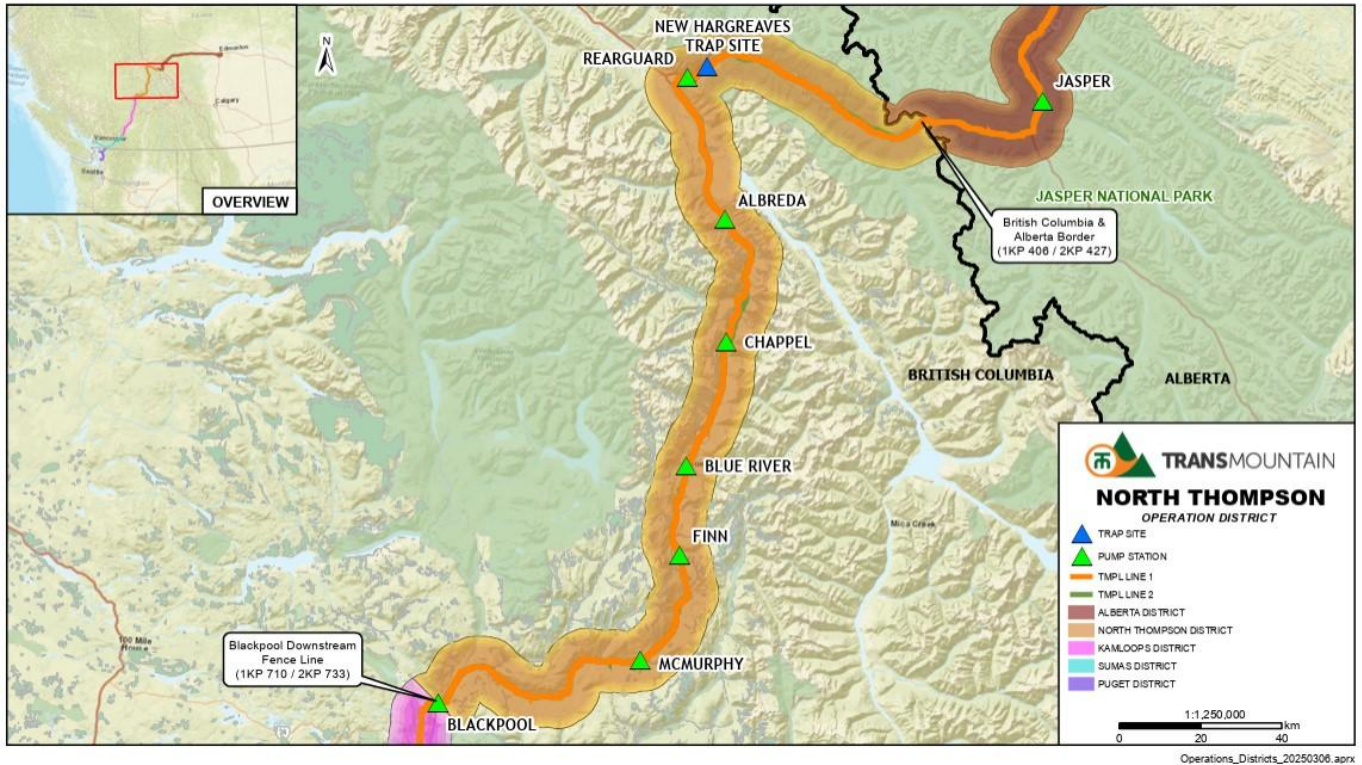 N
Edmonton
Calgary
Vancouver
Seattle
OVERVIEW
NEW HARGREAVES
TRAP SITE
REARGUARD
JASPER
JASPER NATIONAL PARK
ALBREDA
British Columbia &
Alberta Border
(1KP 406 / 2KP 427)
CHAPPEL
BRITISH COLUMBIA
ALBERTA
BLUE RIVER
Mica Creek
FINN
100 Mile
House
Blackpool Downstream
Fence Line
(1KP 710 / 2KP 733)
MCMURPHY
BLACKPOOL
24
TRANSMOUNTAIN
NORTH THOMPSON
OPERATION DISTRICT
TRAP SITE
PUMP STATION
TMPL LINE 1
TMPL LINE 2
ALBERTA DISTRICT
NORTH THOMPSON DISTRICT
KAMLOOPS DISTRICT
SUMAS DISTRICT
PUGET DISTRICT
1:1,250,000
km
0 20 40
Operations_Districts_20250306.aprx